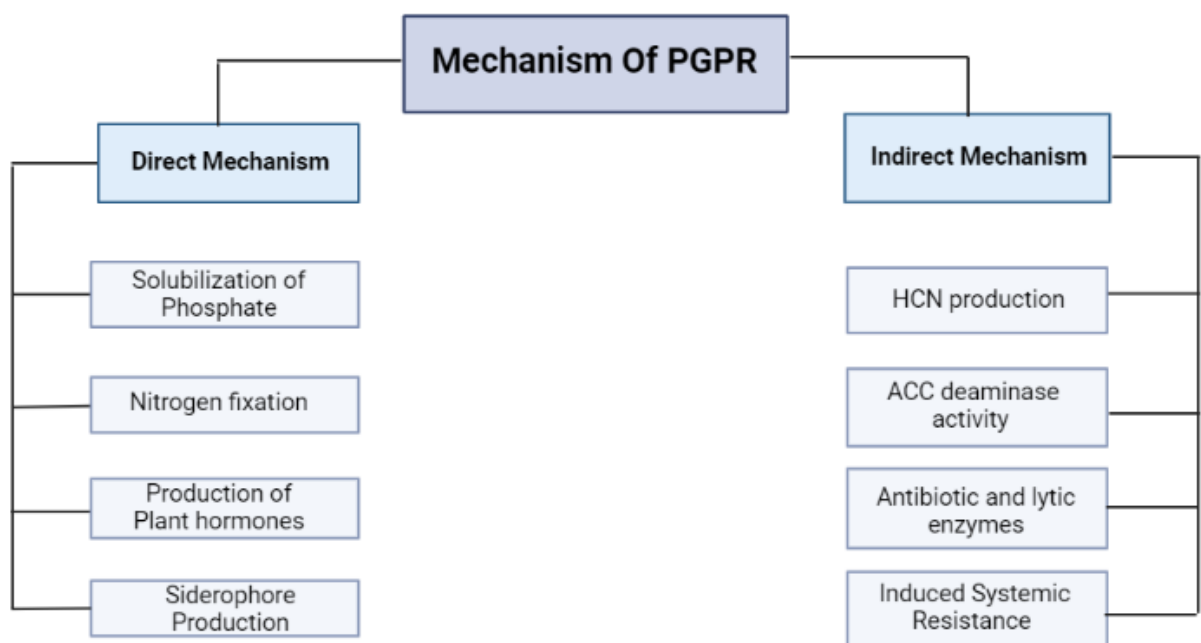 Mechanism Of PGPR
Direct Mechanism
Solubilization of
Phosphate
Nitrogen fixation
Production of
Plant hormones
Siderophore
Production
Indirect Mechanism
HCN production
ACC deaminase
activity
Antibiotic and lytic
enzymes
Induced Systemic
Resistance